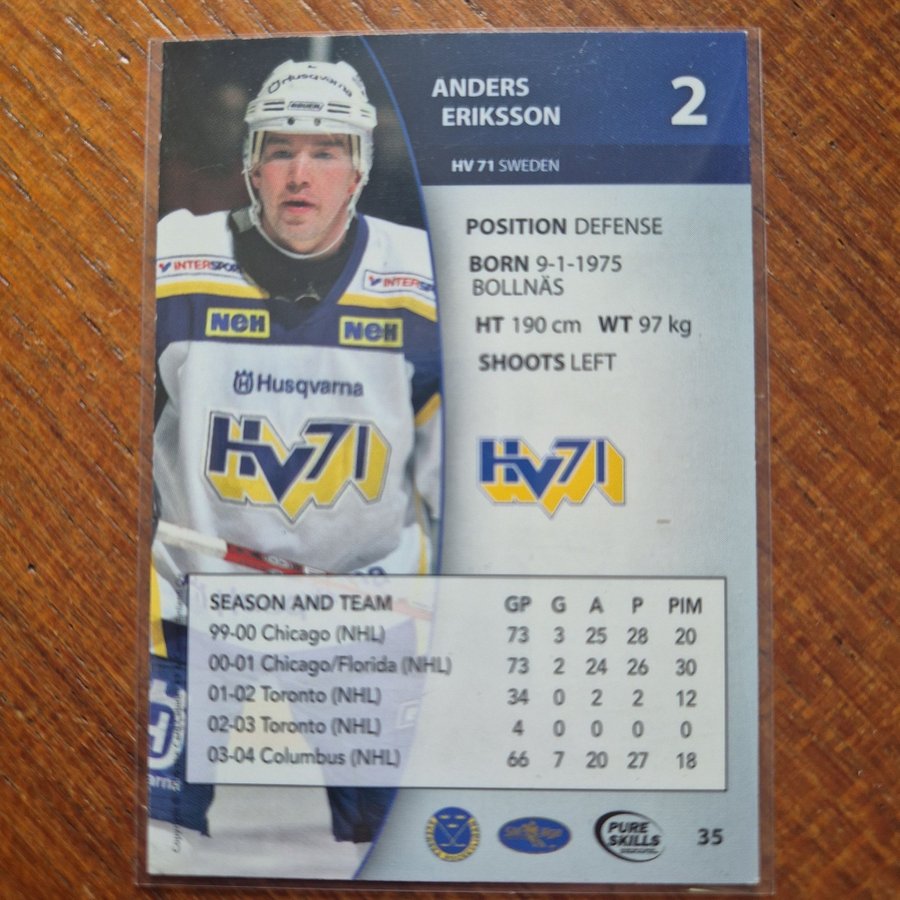 Husqvarna
BAUER
ANDERS
ERIKSSON
2
HV 71 SWEDEN
POSITION DEFENSE
BORN 9-1-1975
BOLLNÄS
HT 190 cm WT 97 kg
SHOOTS LEFT
INTERSPORT
INTERSP
NEH
NEH
Husqvarna
HV71
HV71
SEASON AND TEAM GP G A P PIM
99-00 Chicago (NHL) 73 3 25 28 20
00-01 Chicago/Florida (NHL) 73 2 24 26 30
01-02 Toronto (NHL) 34 0 2 2 12
02-03 Toronto (NHL) 4 0 0 0 0
03-04 Columbus (NHL) 66 7 20 27 18
arna
PURE
SKILLS
35